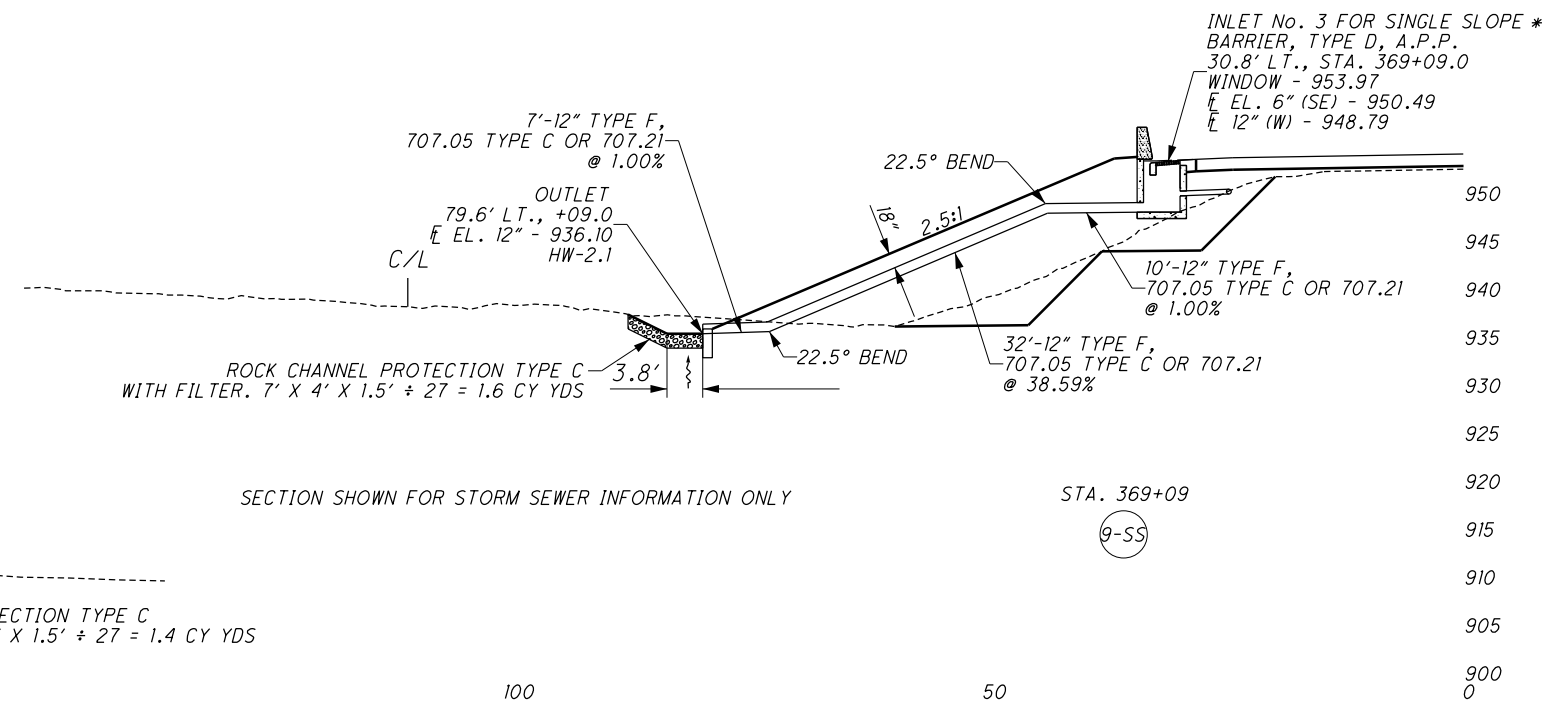 INLET No. 3 FOR SINGLE SLOPE *
BARRIER, TYPE D, A.P.P.
30.8' LT., STA. 369+09.0
WINDOW - 953.97
EL. 6" (SE) - 950.49
12" (W) - 948.79
7'-12" TYPE F,
707.05 TYPE C OR 707.21
@ 1.00%
22.5° BEND
OUTLET
79.6' LT., +09.0
EL. 12" - 936.10
HW-2.1
C/L
18"
2.5:1
10'-12" TYPE F,
707.05 TYPE C OR 707.21
@ 1.00%
32'-12" TYPE F,
707.05 TYPE C OR 707.21
@ 38.59%
22.5° BEND
ROCK CHANNEL PROTECTION TYPE C
WITH FILTER. 7' X 4' X 1.5' ÷ 27 = 1.6 CY YDS
3.8'
SECTION SHOWN FOR STORM SEWER INFORMATION ONLY
STA. 369+09
9-SS
ECTION TYPE C
X 1.5' ÷ 27 = 1.4 CY YDS
950
945
940
935
930
925
920
915
910
905
900
100
50
0